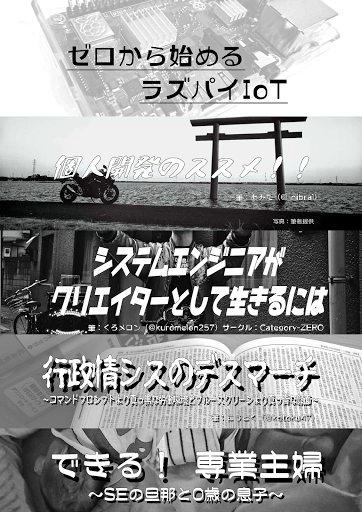 ゼロから始める
ラズパイIoT
個人開発のススメ！！
写真：筆者提供
システムエンジニアが
クリエイターとして生きるには
筆：くろメロン（@kuromelon257）サークル：Category-ZERO
行政情シスのデスマーチ
できる！ 専業主婦
～SEの旦那と0歳の息子～